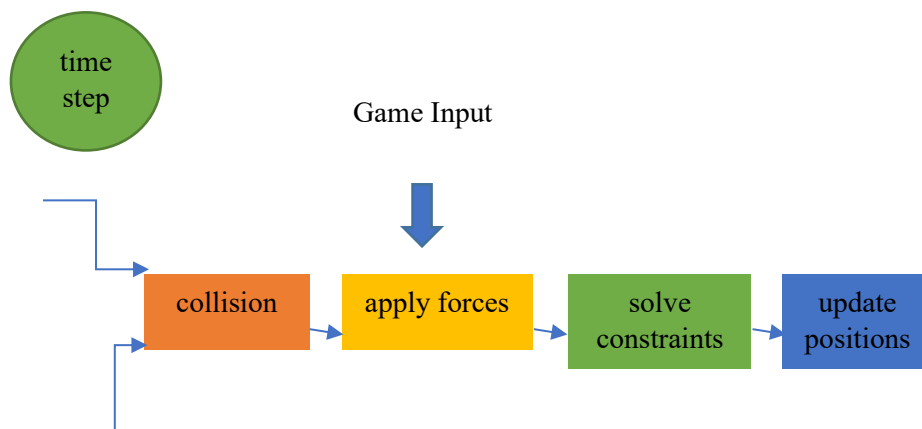 time
step
Game Input
collision
apply forces
solve
constraints
update
positions